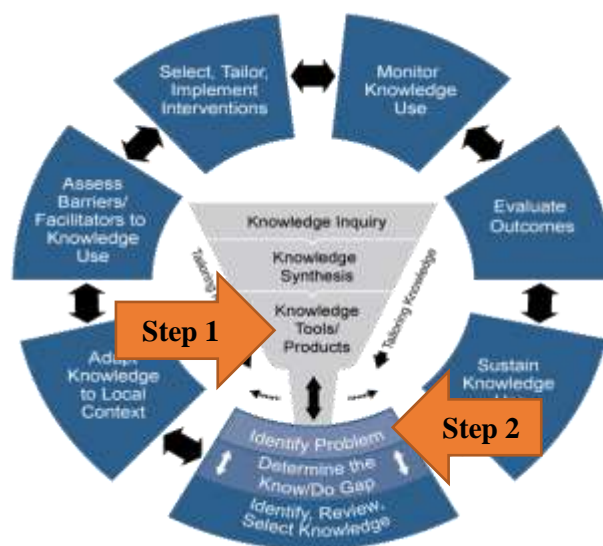 Select, Tailor,
Implement
Interventions
Monitor
Knowledge
Use
Assess
Barriers/
Facilitators to
Knowledge
Use
Evaluate
Outcomes
Knowledge Inquiry
Knowledge
Synthesis
Knowledge
Tools/
Products
Tailoring
Tailoring Knowledge
Step 1
Knowledge
to Local
Context
Sustain
Knowledge
Step 2
Identify Problem
Determine the
Know/Do Gap
Identify, Review,
Select Knowledge